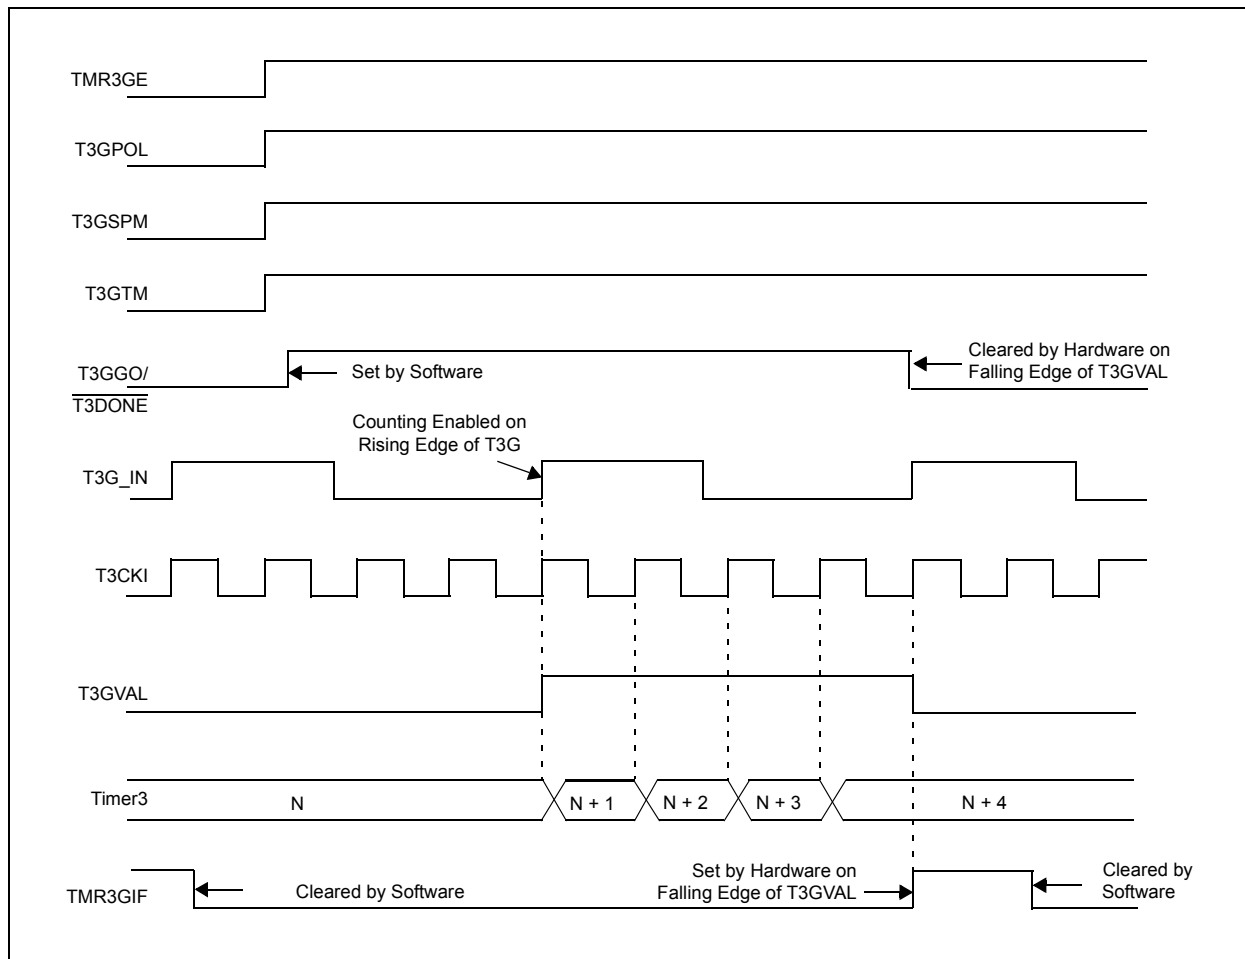 TMR3GE
T3GPOL
T3GSPM
T3GTM
T3GGO/
T3DONE
Set by Software
Cleared by Hardware on
Falling Edge of T3GVAL
Counting Enabled on
Rising Edge of T3G
T3G_IN
T3CKI
T3GVAL
Timer3
N
N + 1
N + 2
N + 3
N + 4
TMR3GIF
Cleared by Software
Set by Hardware on
Falling Edge of T3GVAL
Cleared by
Software